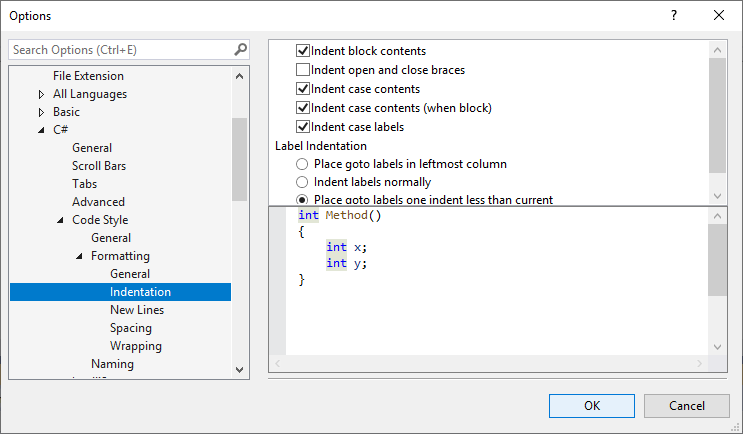 Options
?
Search Options (Ctrl+E)
File Extension
All Languages
Basic
C#
General
Scroll Bars
Tabs
Advanced
Code Style
General
Formatting
General
Indentation
New Lines
Spacing
Wrapping
Naming
Indent block contents
Indent open and close braces
Indent case contents
Indent case contents (when block)
Indent case labels
Label Indentation
Place goto labels in leftmost column
Indent labels normally
Place goto labels one indent less than current
int Method()
{
int x;
int y;
}
OK
Cancel